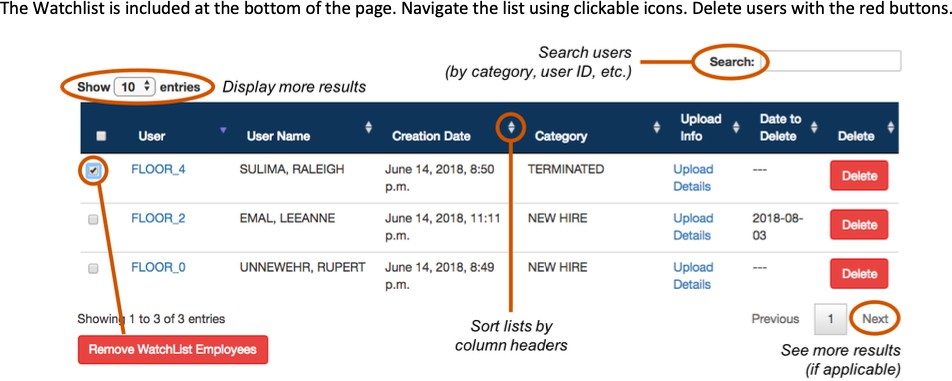 The Watchlist is included at the bottom of the page. Navigate the list using clickable icons. Delete users with the red buttons.
Search users
(by category, user ID, etc.)
Search:
Show 10 entries
Display more results
User
User Name
Creation Date
Category
Upload
Info
Date to
Delete
Delete
FLOOR_4
SULIMA, RALEIGH
June 14, 2018, 8:50
p.m.
TERMINATED
Upload
Details
---
Delete
FLOOR_2
EMAL, LEEANNE
June 14, 2018, 11:11
p.m.
NEW HIRE
Upload
Details
2018-08-
03
Delete
FLOOR_0
UNNEWEHR, RUPERT
June 14, 2018, 8:49
p.m.
NEW HIRE
Upload
Details
---
Delete
Showing 1 to 3 of 3 entries
Previous 1 Next
Remove WatchList Employees
Sort lists by
column headers
See more results
(if applicable)